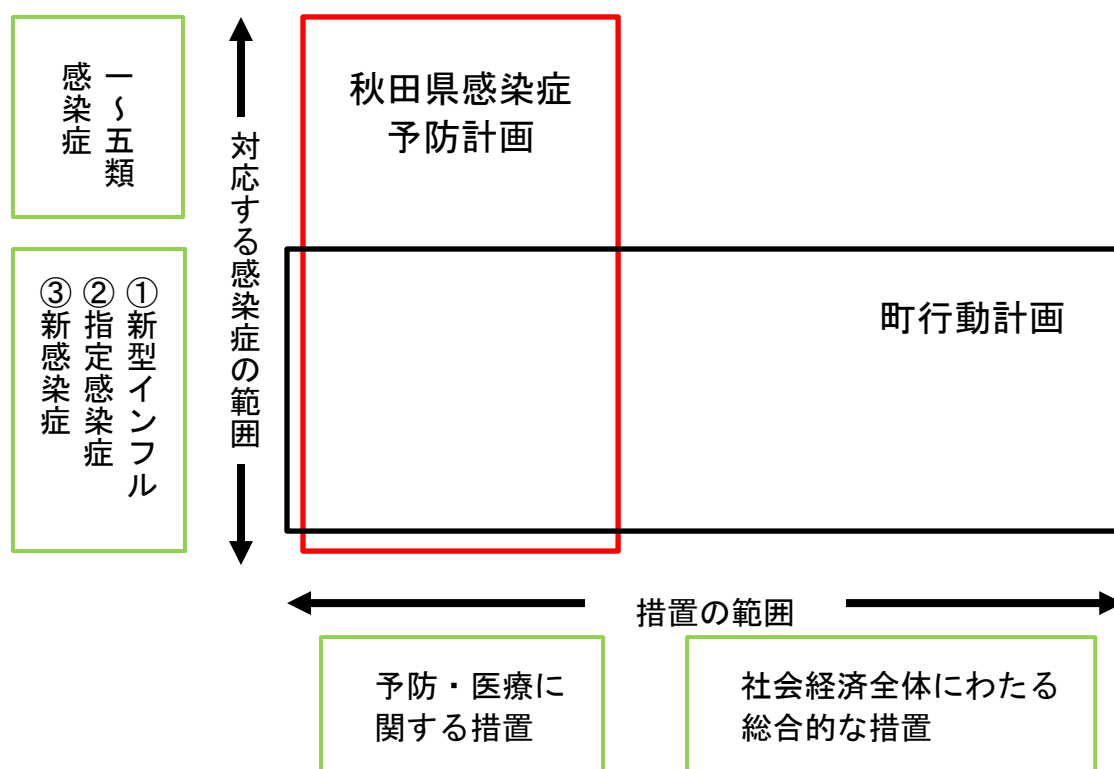 一～五類
感染症
①新型インフル
②指定感染症
③新感染症
対応する感染症の範囲
秋田県感染症
予防計画
町行動計画
措置の範囲
予防・医療に
関する措置
社会経済全体にわたる
総合的な措置